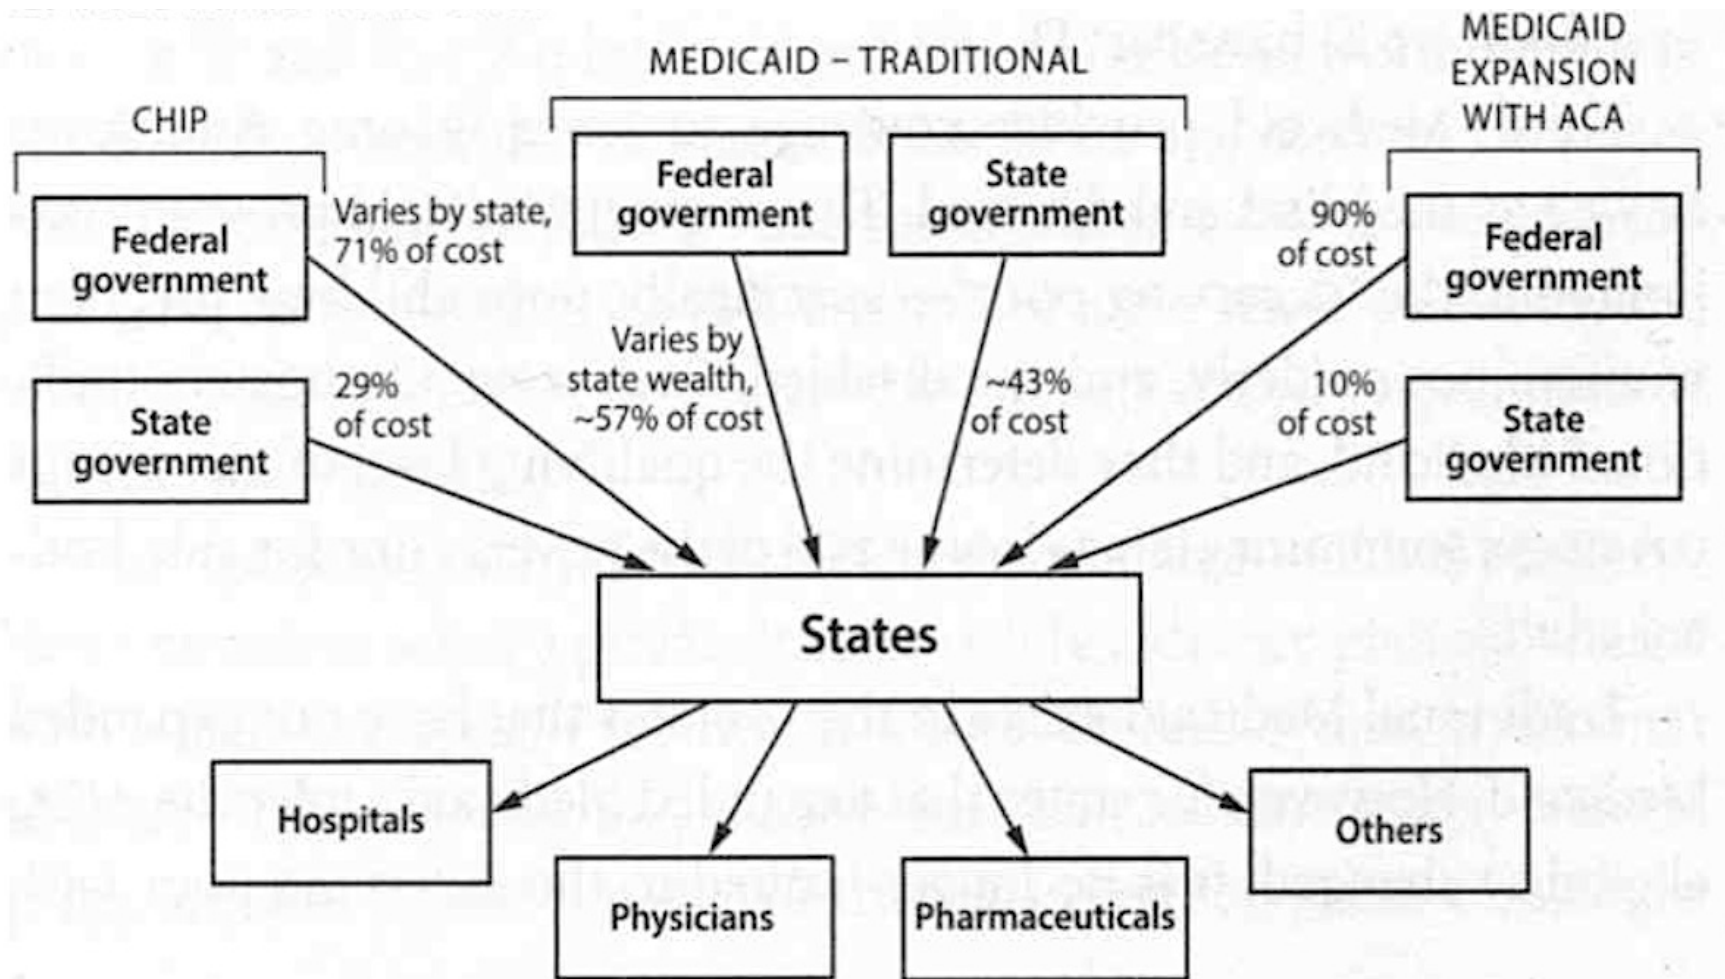 MEDICAID – TRADITIONAL
MEDICAID
EXPANSION
WITH ACA
CHIP
Federal
government
Varies by state,
71% of cost
State
government
29%
of cost
Federal
government
Varies by
state wealth,
~57% of cost
State
government
~43%
of cost
90%
of cost
Federal
government
10%
of cost
State
government
States
Hospitals
Physicians
Pharmaceuticals
Others